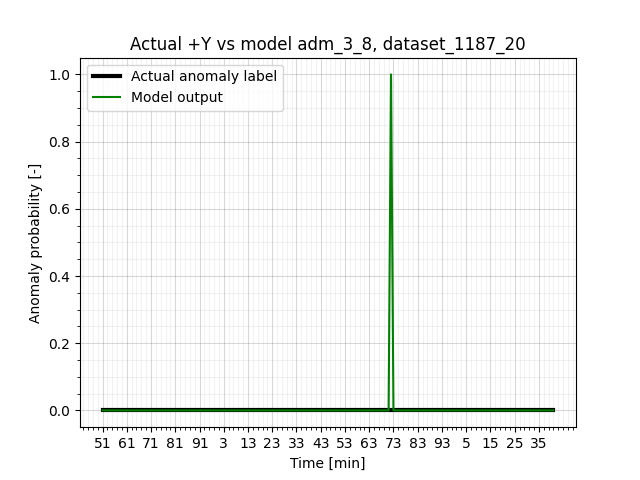 Actual +Y vs model adm_3_8, dataset_1187_20
Actual anomaly label
Model output
Anomaly probability [-]
1.0
0.8
0.6
0.4
0.2
0.0
51 61 71 81 91 3 13 23 33 43 53 63 73 83 93 5 15 25 35
Time [min]